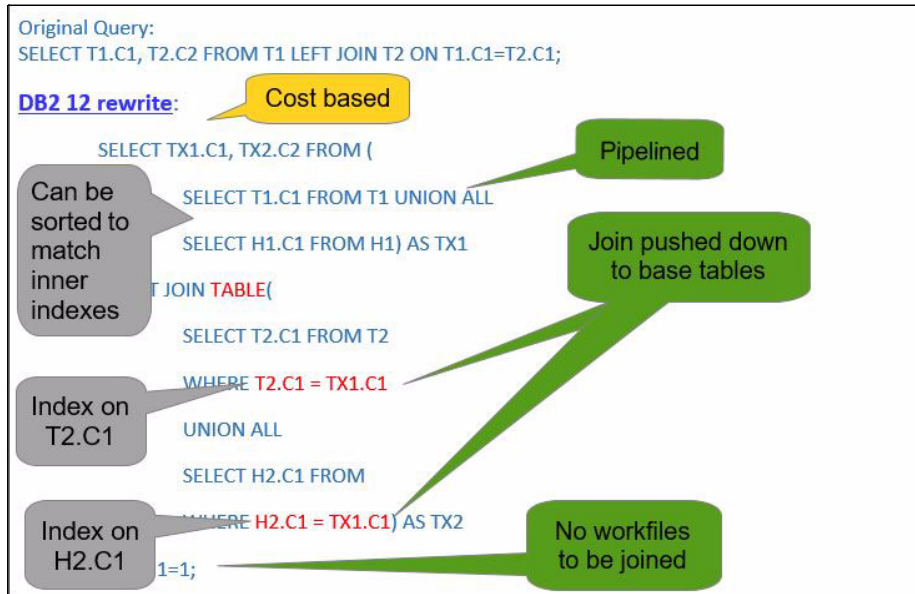 Original Query:
SELECT T1.C1, T2.C2 FROM T1 LEFT JOIN T2 ON T1.C1=T2.C1;
DB2 12 rewrite:
Cost based
SELECT TX1.C1, TX2.C2 FROM (
Pipelined
Can be
sorted to
match
inner
indexes
SELECT T1.C1 FROM T1 UNION ALL
SELECT H1.C1 FROM H1) AS TX1
Join pushed down
to base tables
T JOIN TABLE(
SELECT T2.C1 FROM T2
WHERE T2.C1 = TX1.C1
Index on
T2.C1
UNION ALL
SELECT H2.C1 FROM
WHERE H2.C1 = TX1.C1) AS TX2
Index on
H2.C1
No workfiles
to be joined
1=1;